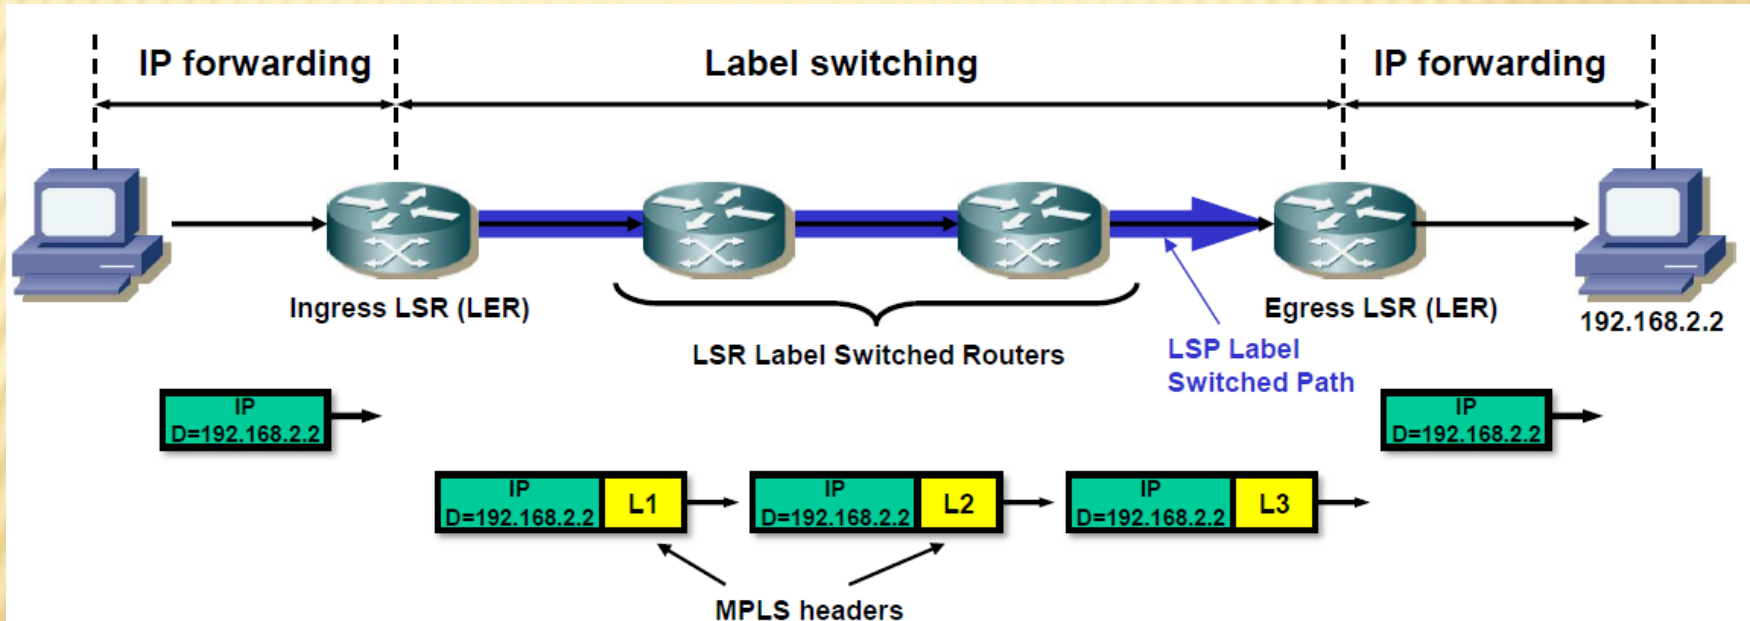 IP forwarding
Label switching
IP forwarding
Ingress LSR (LER)
Egress LSR (LER)
192.168.2.2
LSR Label Switched Routers
LSP Label
Switched Path
IP
D=192.168.2.2
IP
D=192.168.2.2
IP
D=192.168.2.2
L1
IP
D=192.168.2.2
L2
IP
D=192.168.2.2
L3
MPLS headers